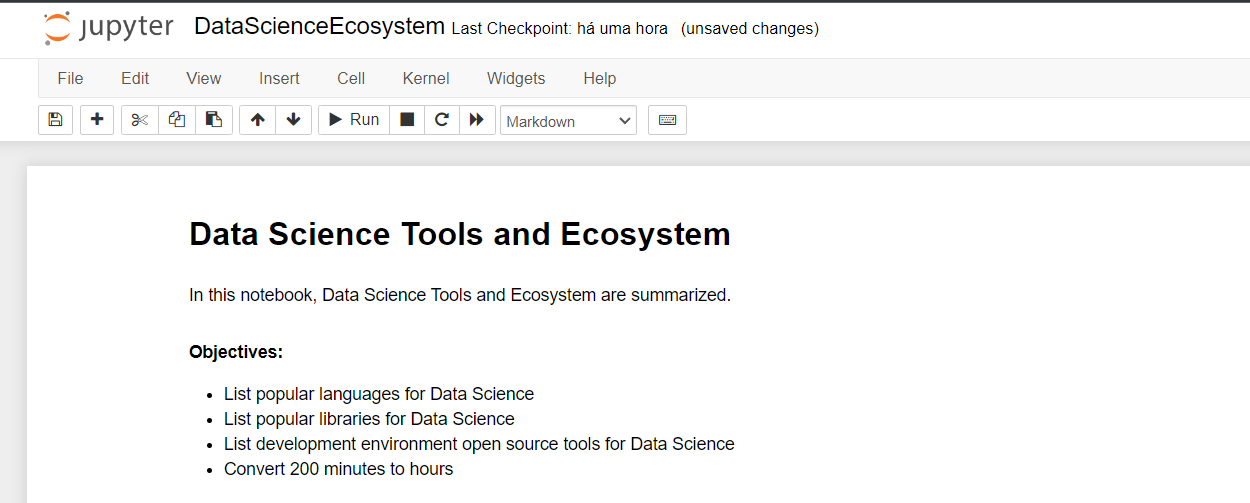 jupyter DataScienceEcosystem Last Checkpoint: há uma hora (unsaved changes)
File Edit View Insert Cell Kernel Widgets Help
Run Markdown
Data Science Tools and Ecosystem
In this notebook, Data Science Tools and Ecosystem are summarized.
Objectives:
• List popular languages for Data Science
• List popular libraries for Data Science
• List development environment open source tools for Data Science
• Convert 200 minutes to hours